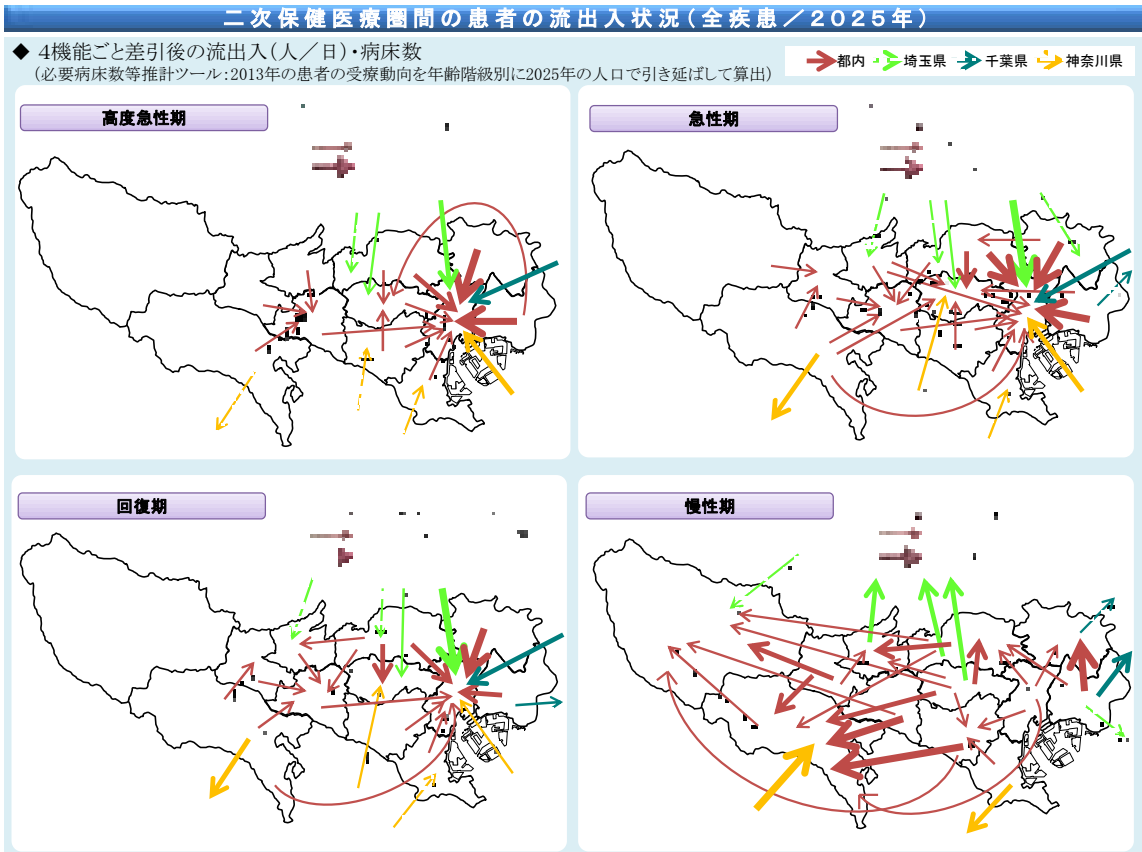 二次保健医療圏間の患者の流出入状況(全疾患／２０２５年)
◆ ４機能ごと差引後の流出入(人／日)・病床数
(必要病床数等推計ツール：2013年の患者の受療動向を年齢階級別に2025年の人口で引き延ばして算出)
都内 埼玉県 千葉県 神奈川県
高度急性期
急性期
回復期
慢性期